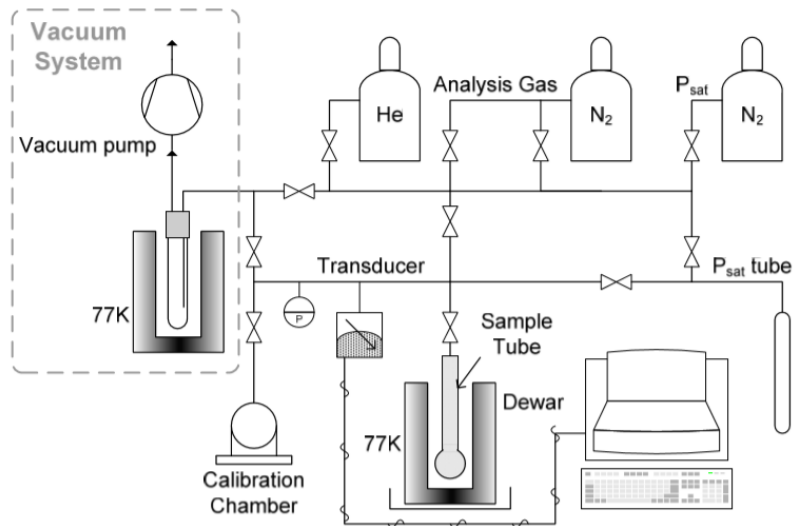 Vacuum
System
Vacuum pump
He
Analysis Gas
N₂
Psat
N₂
77K
Transducer
P
Psat tube
Sample
Tube
Dewar
77K
Calibration
Chamber